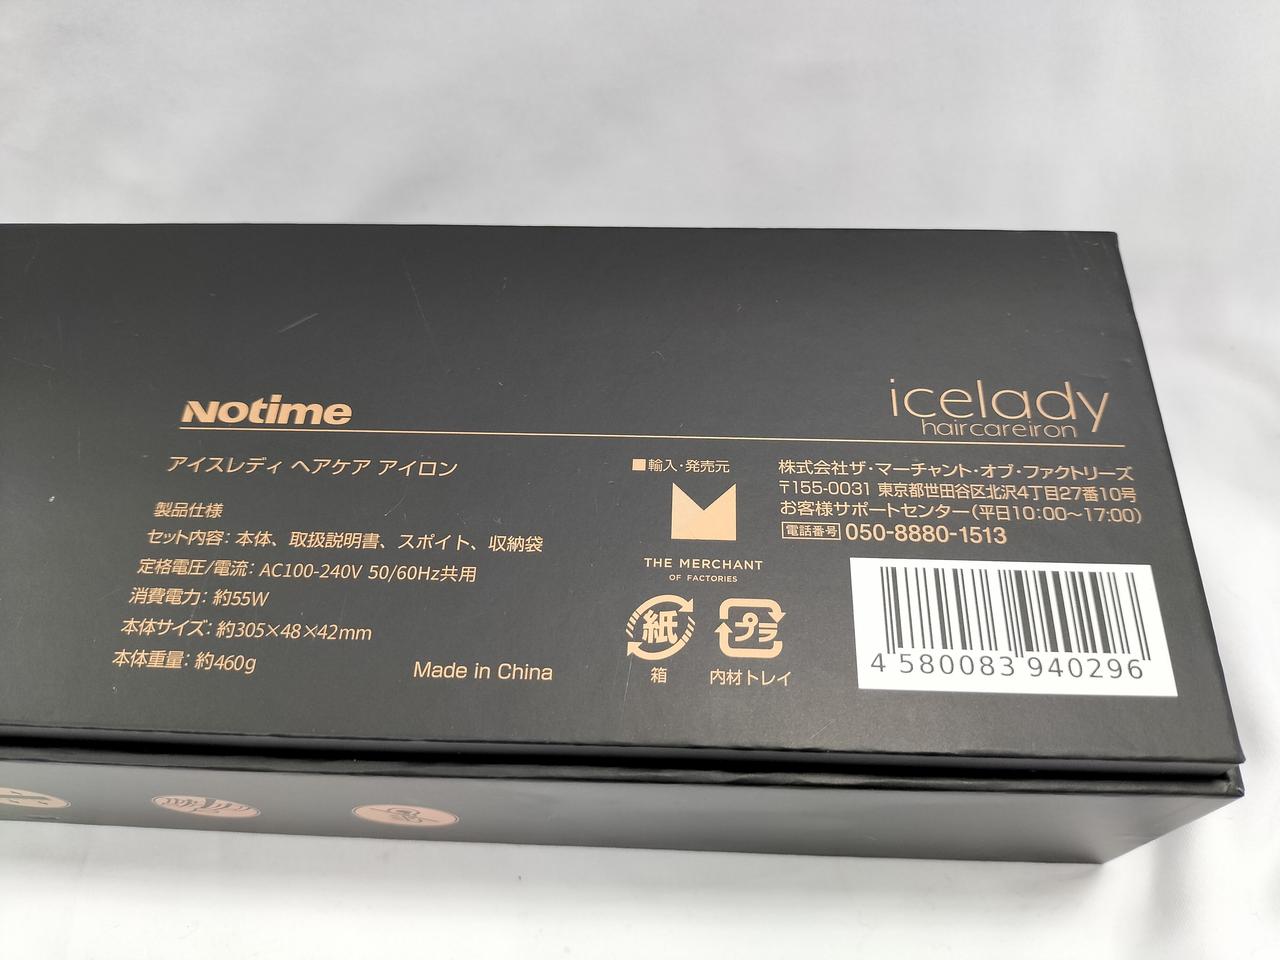 Notime
icelady
haircareiron
アイスレディ ヘアケア アイロン
製品仕様
セット内容：本体、取扱説明書、スポイト、収納袋
定格電圧/電流：AC100-240V 50/60Hz共用
消費電力：約55W
本体サイズ：約305×48×42mm
本体重量：約460g
Made in China
■輸入・発売元
THE MERCHANT
OF FACTORIES
紙
箱
プラ
内材トレイ
株式会社ザ・マーチャント・オブ・ファクトリーズ
〒155-0031 東京都世田谷区北沢4丁目27番10号
お客様サポートセンター（平日10：00〜17:00）
電話番号 050-8880-1513
4 580083 940296